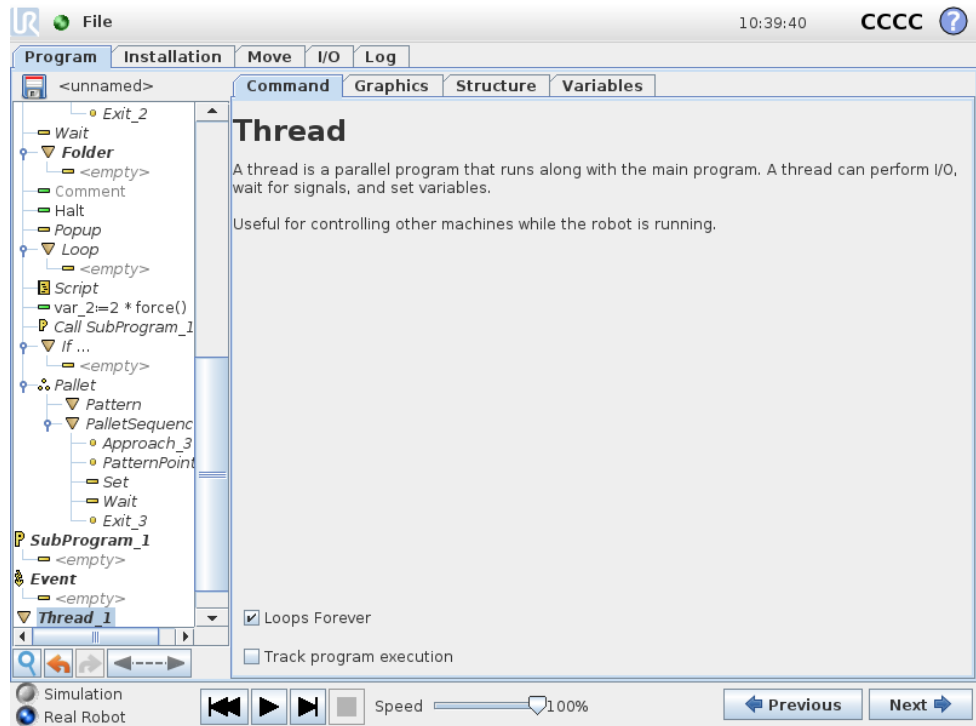 UR File 10:39:40 CCCC ?
Program Installation Move I/O Log
<unnamed>
Command Graphics Structure Variables
Exit_2
Wait
Folder
<empty>
Comment
Halt
Popup
Loop
<empty>
Script
var_2:=2 * force()
Call SubProgram_1
If ...
<empty>
Pallet
Pattern
PalletSequenc
Approach_3
PatternPoint
Set
Wait
Exit_3
SubProgram_1
<empty>
Event
<empty>
Thread_1
Thread
A thread is a parallel program that runs along with the main program. A thread can perform I/O,
wait for signals, and set variables.
Useful for controlling other machines while the robot is running.
Loops Forever
Track program execution
Simulation
Real Robot
Speed 100%
Previous Next